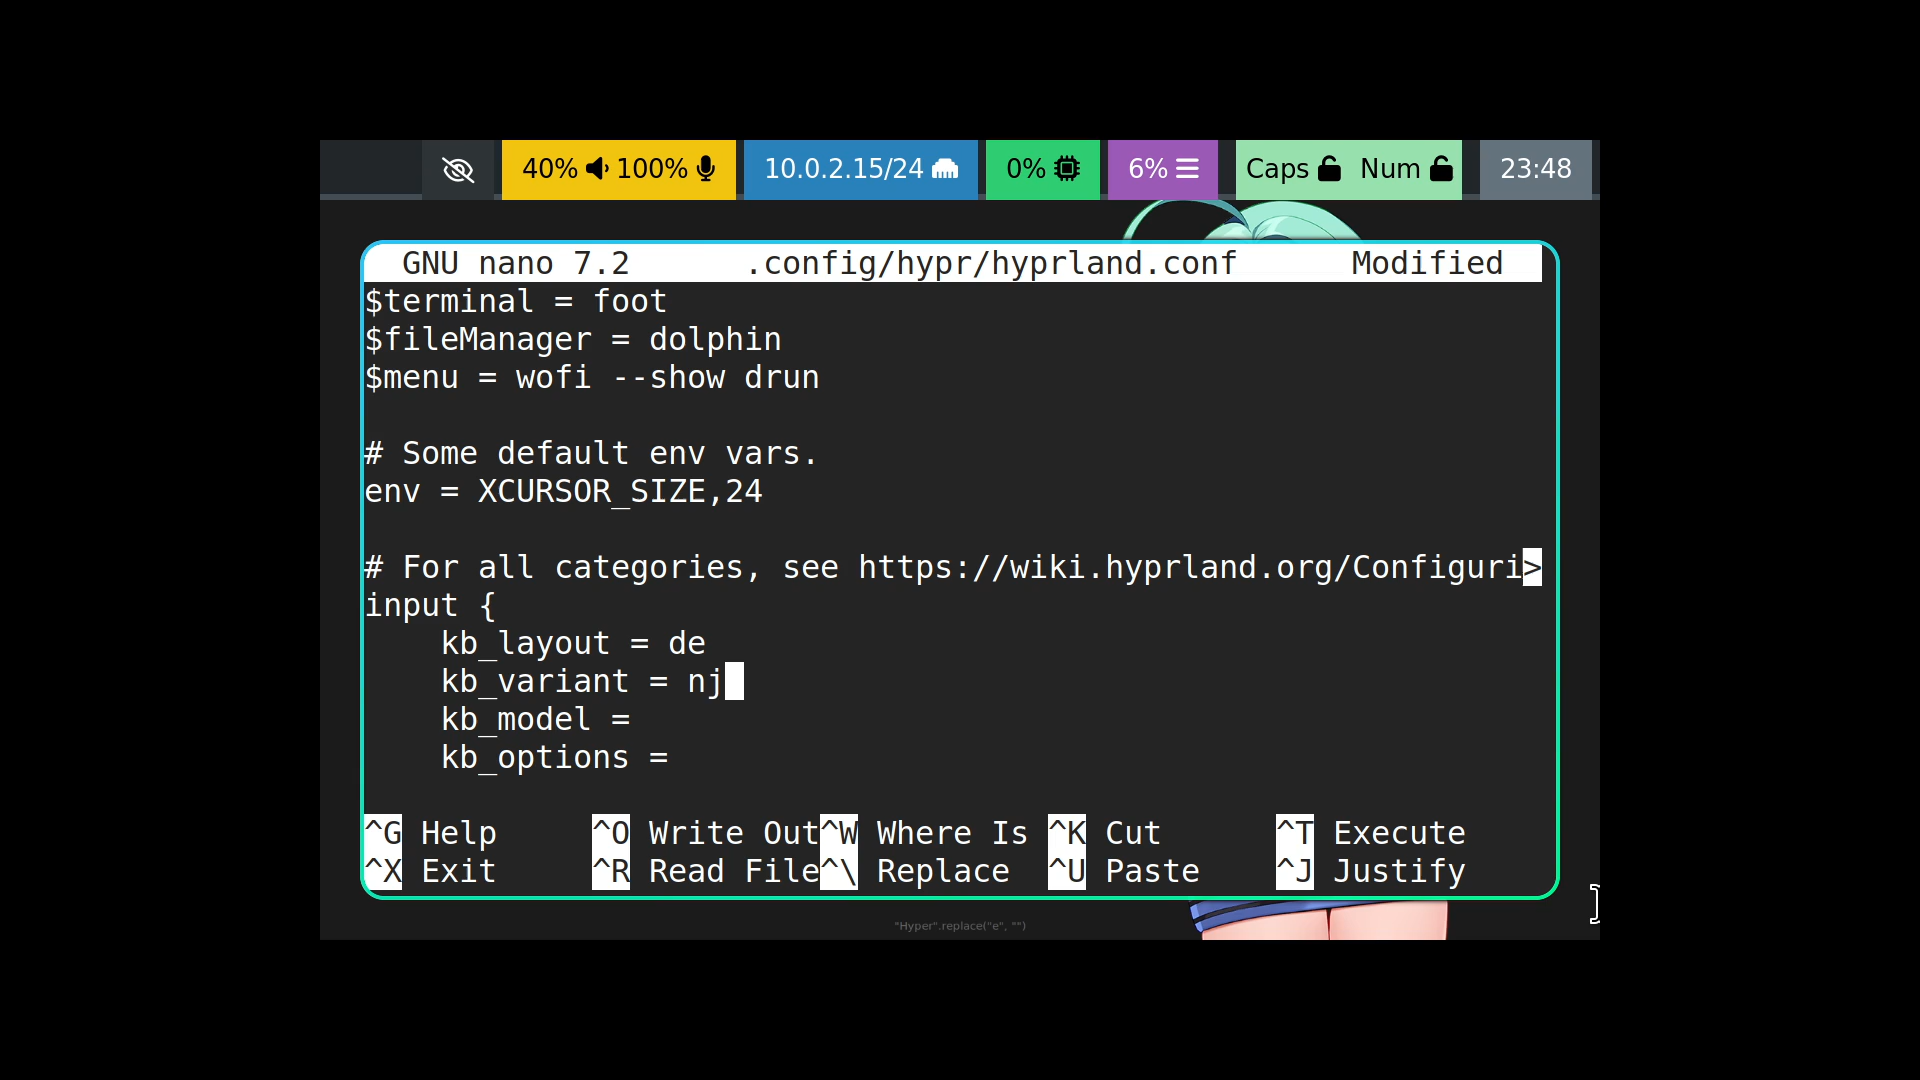 40% 100% 10.0.2.15/24 0% 6% Caps Num 23:48
GNU nano 7.2 .config/hypr/hyprland.conf Modified
$terminal = foot
$fileManager = dolphin
$menu = wofi --show drun
# Some default env vars.
env = XCURSOR_SIZE,24
# For all categories, see https://wiki.hyprland.org/Configuri>
input {
    kb_layout = de
    kb_variant = nj
    kb_model =
    kb_options =
^G Help ^O Write Out ^W Where Is ^K Cut ^T Execute
^X Exit ^R Read File ^\ Replace ^U Paste ^J Justify
"Hyper".replace("e", "")